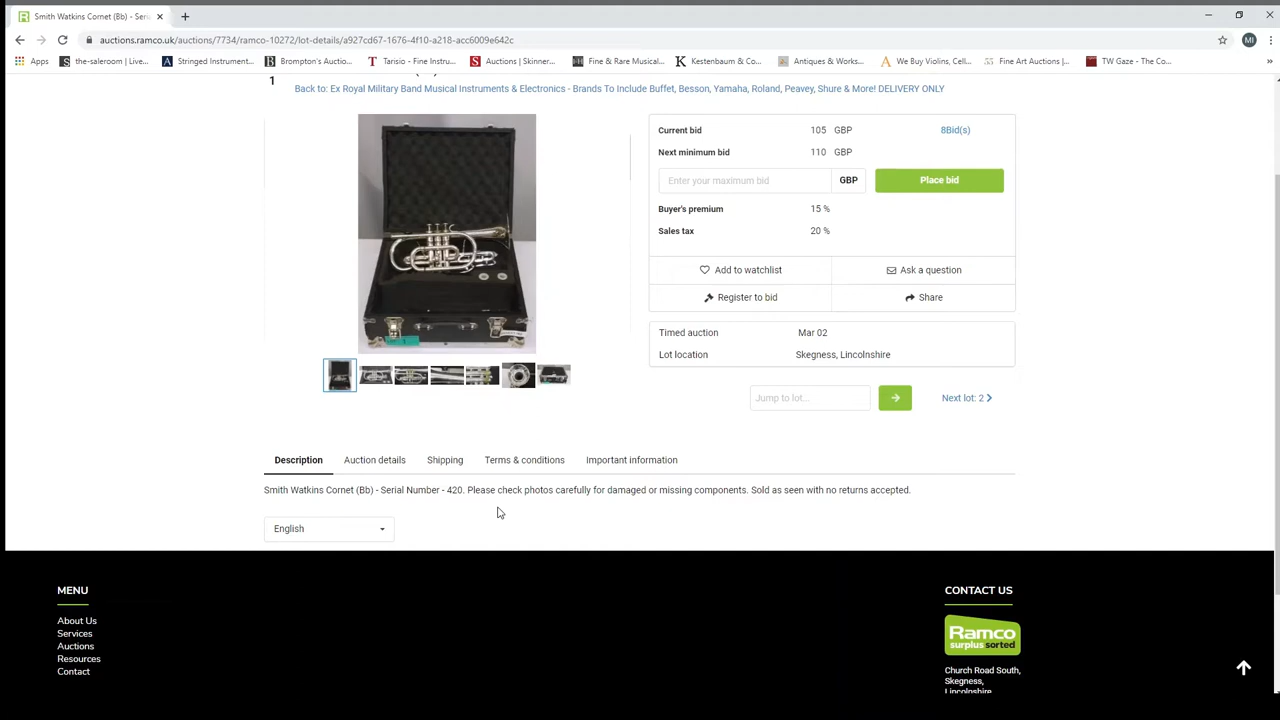 Smith Watkins Cornet (Bb) - Seri
auctions.ramco.uk/auctions/7734/ramco-10272/lot-details/a927cd67-1676-4f10-a218-acc6009e642c
MI
Apps
the-saleroom | Live...
Stringed Instrument...
Brompton's Auctio...
Tarisio - Fine Instru...
Auctions | Skinner...
Fine & Rare Musical...
Kestenbaum & Co...
Antiques & Works...
We Buy Violins, Cell...
Fine Art Auctions |...
TW Gaze - The Co...
1
Back to: Ex Royal Military Band Musical Instruments & Electronics - Brands To Include Buffet, Besson, Yamaha, Roland, Peavey, Shure & More! DELIVERY ONLY
Current bid 105 GBP 8Bid(s)
Next minimum bid 110 GBP
Enter your maximum bid GBP Place bid
Buyer's premium 15 %
Sales tax 20 %
Add to watchlist Ask a question
Register to bid Share
Timed auction Mar 02
Lot location Skegness, Lincolnshire
Jump to lot... Next lot: 2
Description Auction details Shipping Terms & conditions Important information
Smith Watkins Cornet (Bb) - Serial Number - 420. Please check photos carefully for damaged or missing components. Sold as seen with no returns accepted.
English
MENU
About Us
Services
Auctions
Resources
Contact
CONTACT US
Ramco
surplus sorted
Church Road South,
Skegness,
Lincolnshire